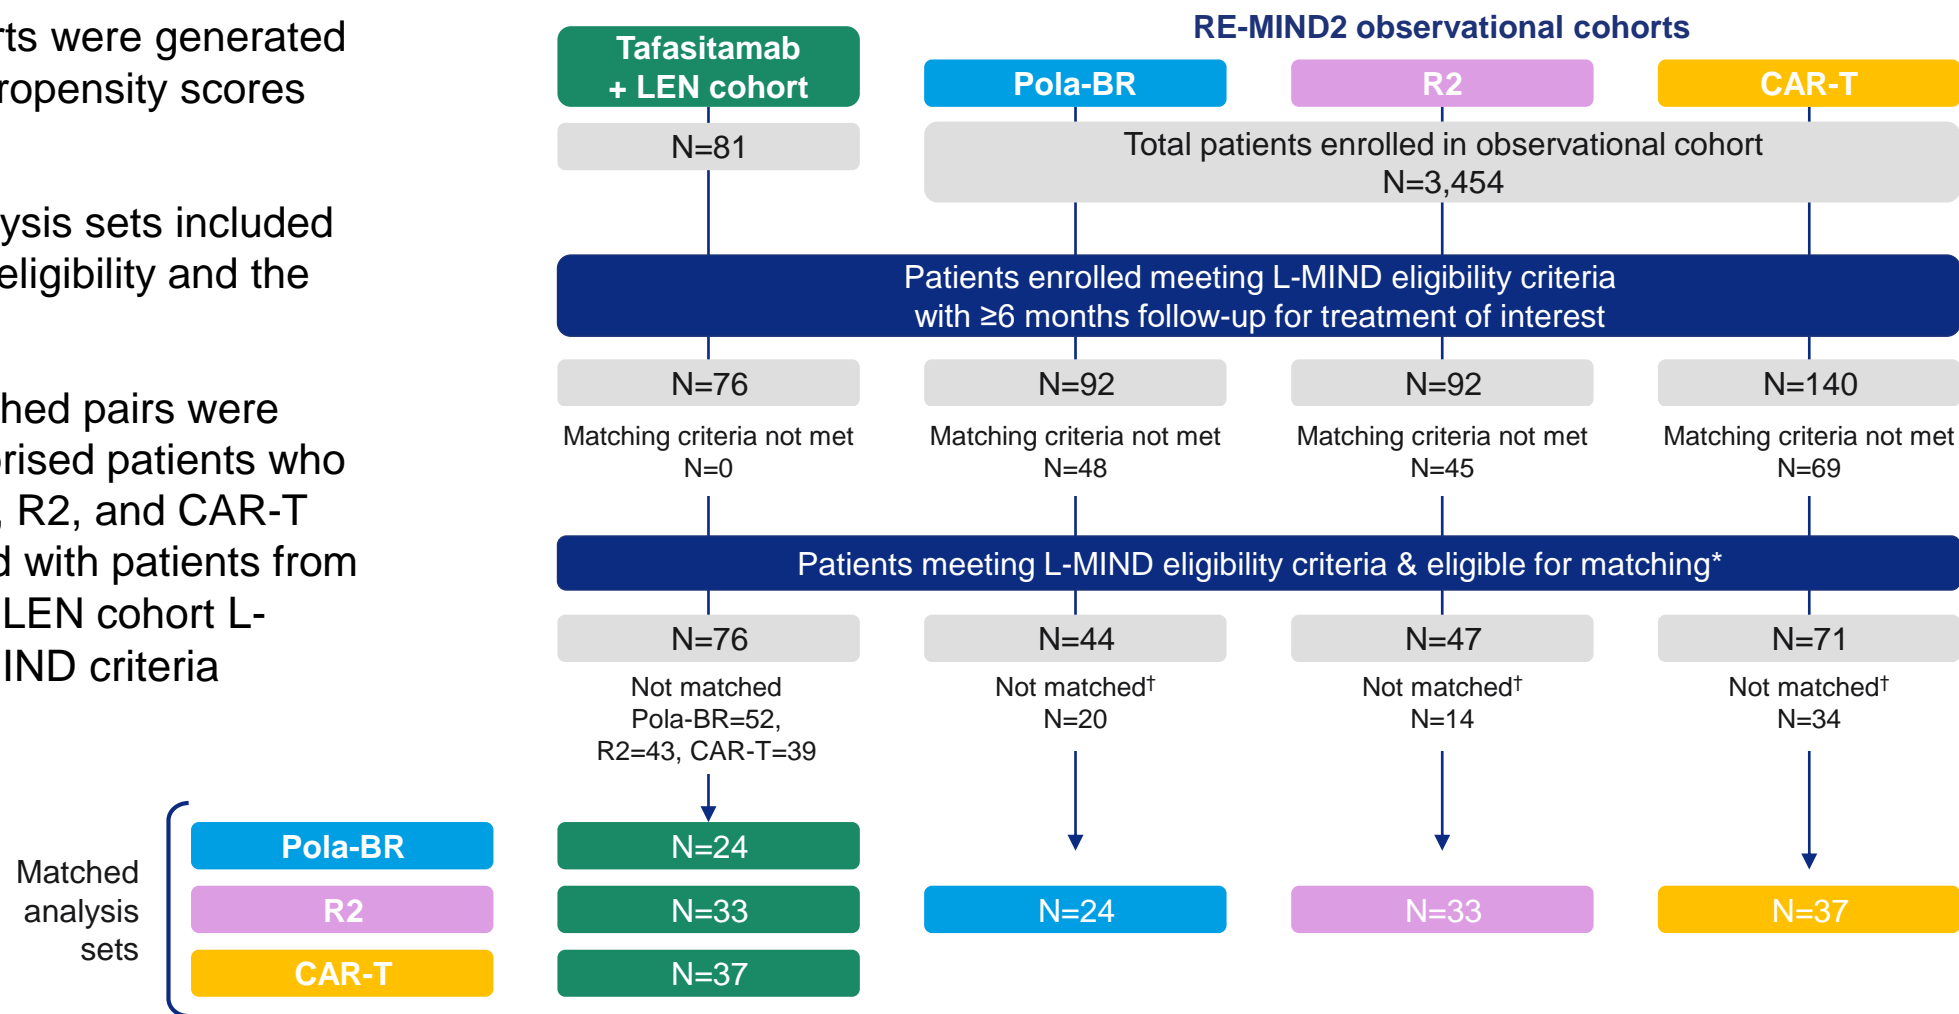 rts were generated
ropensity scores
ysis sets included
eligibility and the
hed pairs were
prised patients who
, R2, and CAR-T
d with patients from
LEN cohort L-
IND criteria
RE-MIND2 observational cohorts
Tafasitamab
+ LEN cohort
Pola-BR
R2
CAR-T
N=81
Total patients enrolled in observational cohort
N=3,454
Patients enrolled meeting L-MIND eligibility criteria
with ≥6 months follow-up for treatment of interest
N=76
N=92
N=92
N=140
Matching criteria not met
N=0
Matching criteria not met
N=48
Matching criteria not met
N=45
Matching criteria not met
N=69
Patients meeting L-MIND eligibility criteria & eligible for matching*
N=76
N=44
N=47
N=71
Not matched
Pola-BR=52,
R2=43, CAR-T=39
Not matched†
N=20
Not matched†
N=14
Not matched†
N=34
Matched
analysis
sets
Pola-BR
N=24
R2
N=33
N=24
N=33
N=37
CAR-T
N=37